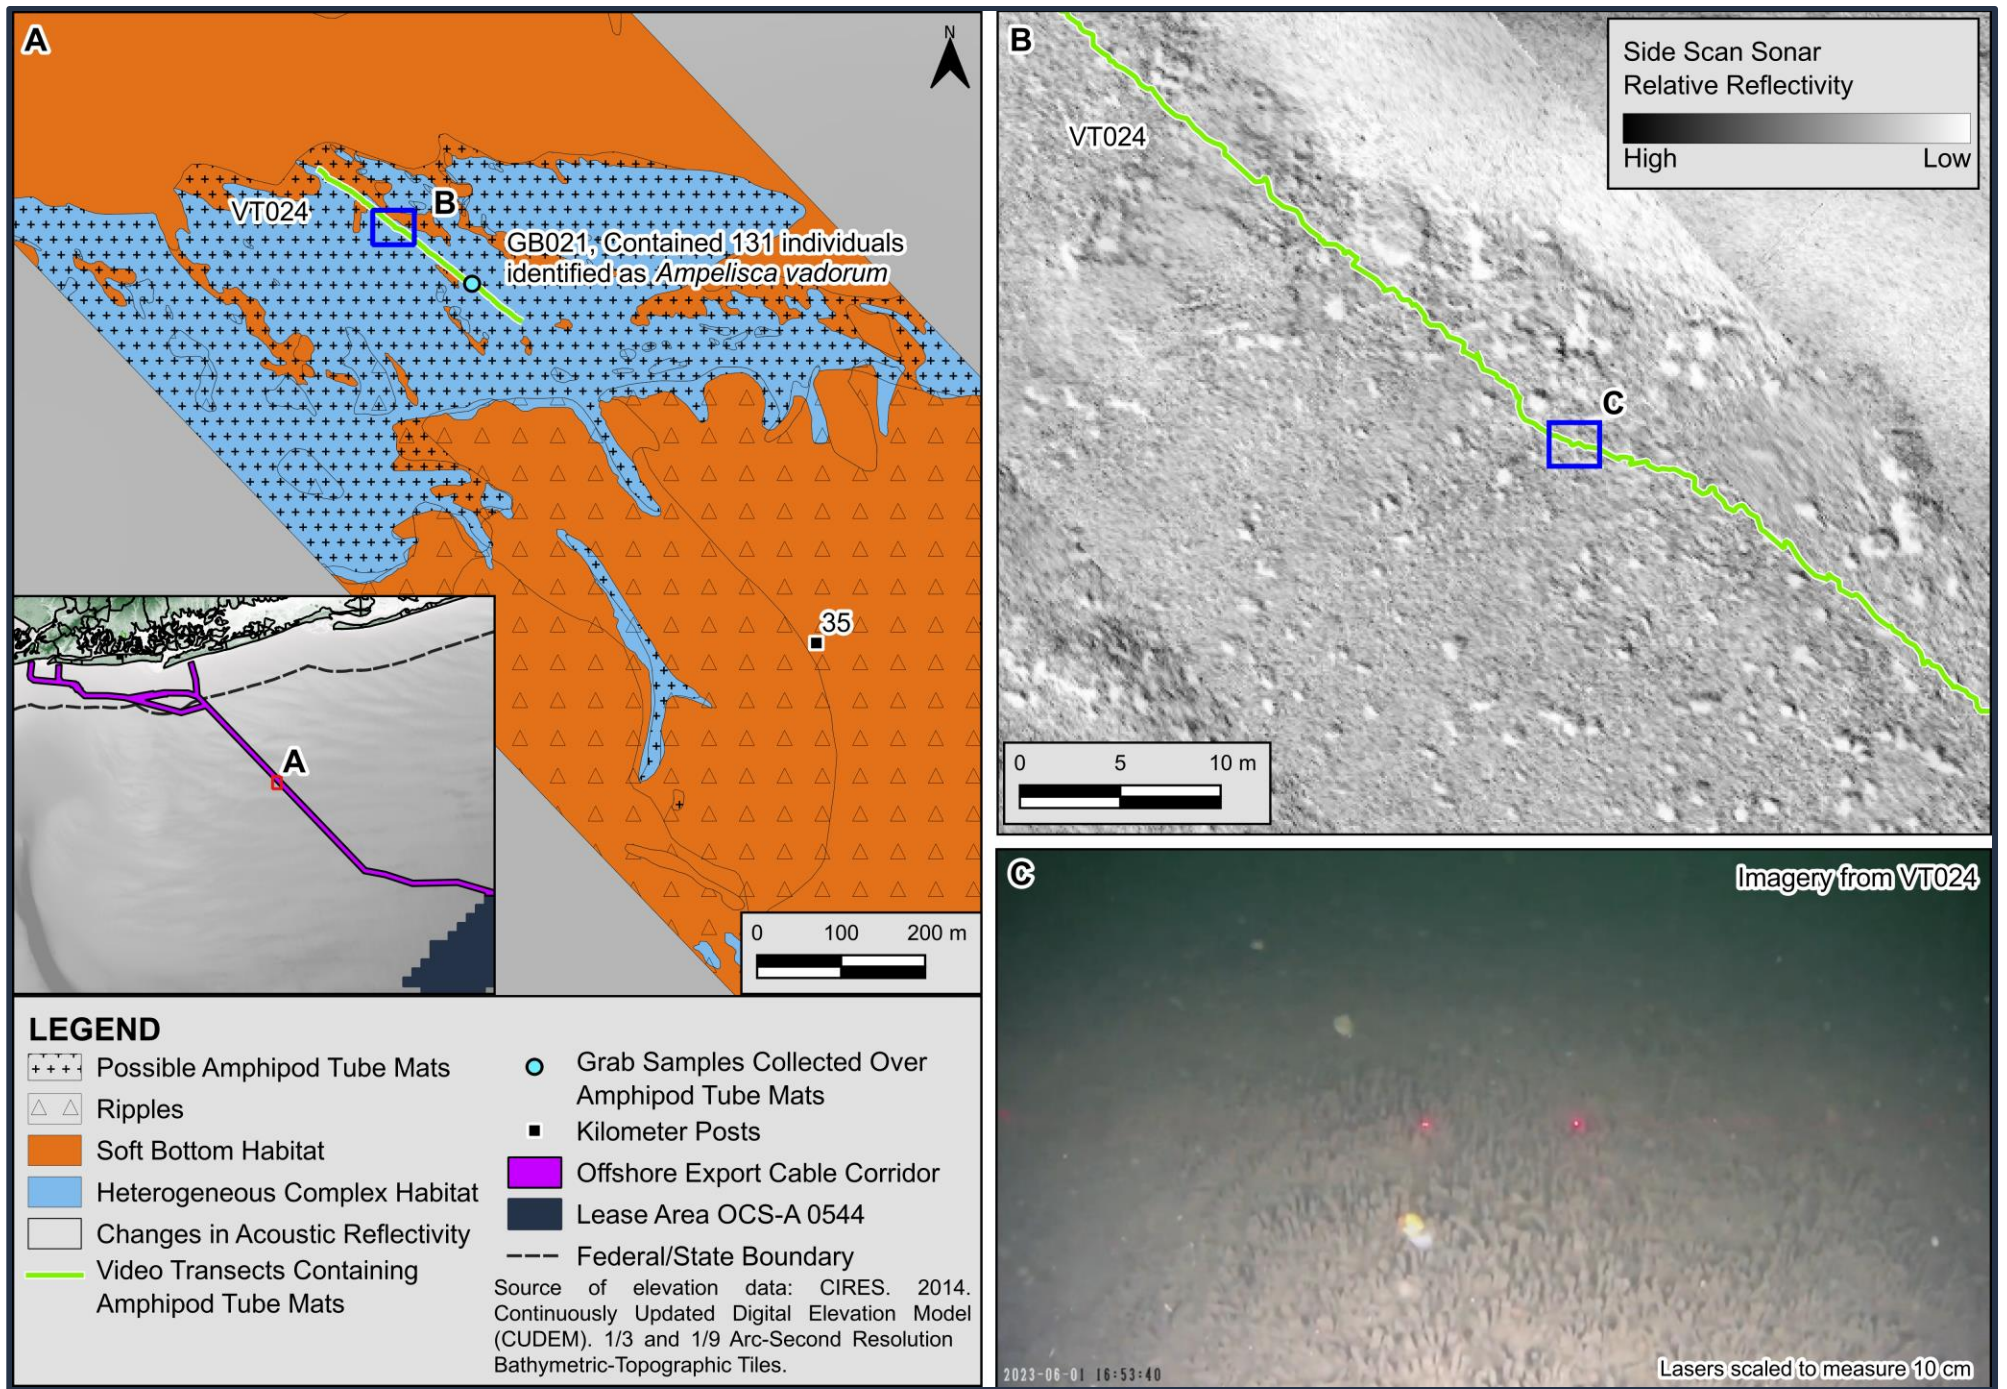 A
N
VT024
B
GB021, Contained 131 individuals
identified as Ampelisca vadorum
35
A
0 100 200 m
LEGEND
Possible Amphipod Tube Mats
Ripples
Soft Bottom Habitat
Heterogeneous Complex Habitat
Changes in Acoustic Reflectivity
Video Transects Containing
Amphipod Tube Mats
Grab Samples Collected Over
Amphipod Tube Mats
Kilometer Posts
Offshore Export Cable Corridor
Lease Area OCS-A 0544
Federal/State Boundary
Source of elevation data: CIRES. 2014.
Continuously Updated Digital Elevation Model
(CUDEM). 1/3 and 1/9 Arc-Second Resolution
Bathymetric-Topographic Tiles.
B
VT024
Side Scan Sonar
Relative Reflectivity
High Low
C
0 5 10 m
C
Imagery from VT024
2023-06-01 16:53:40
Lasers scaled to measure 10 cm